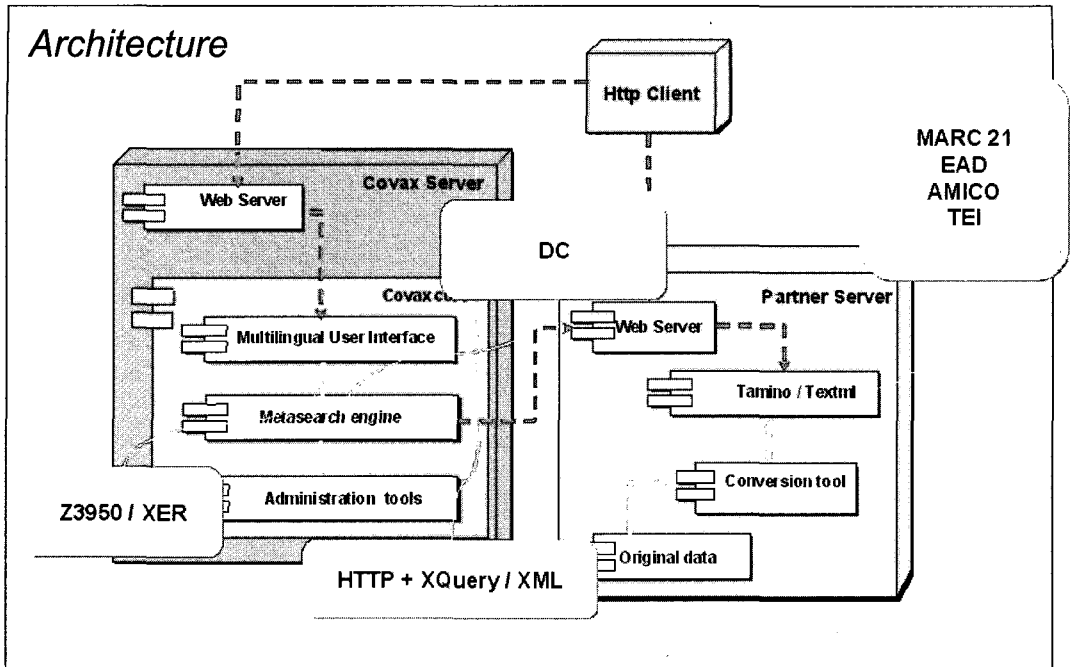 Architecture
Http Client
MARC 21
EAD
AMICO
TEI
Covax Server
Web Server
DC
Covax
Partner Server
Multilingual User Interface
Web Server
Metasearch engine
Tamino / Textml
Administration tools
Conversion tool
Z3950 / XER
Original data
HTTP + XQuery / XML